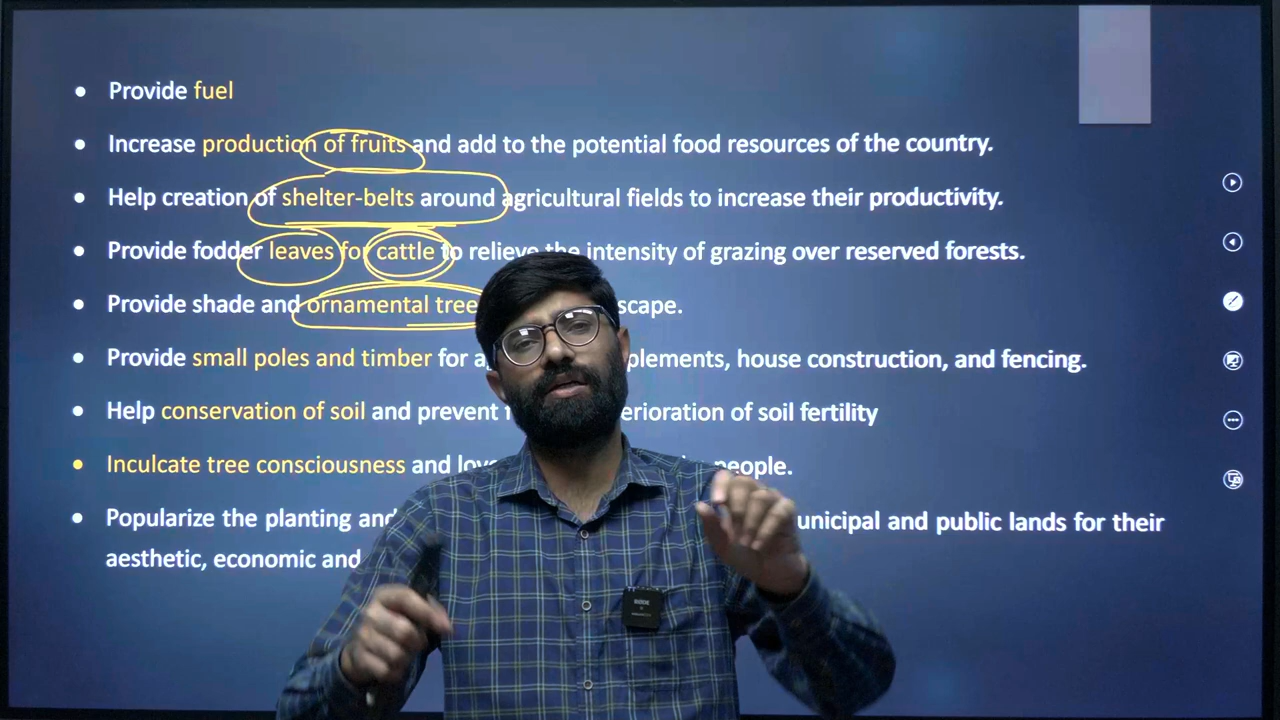 • Provide fuel
• Increase production of fruits and add to the potential food resources of the country.
• Help creation of shelter-belts around agricultural fields to increase their productivity.
• Provide fodder leaves for cattle to relieve the intensity of grazing over reserved forests.
• Provide shade and ornamental tree scape.
• Provide small poles and timber for plements, house construction, and fencing.
• Help conservation of soil and prevent erioration of soil fertility
• Inculcate tree consciousness and love people.
• Popularize the planting and unicipal and public lands for their
aesthetic, economic and